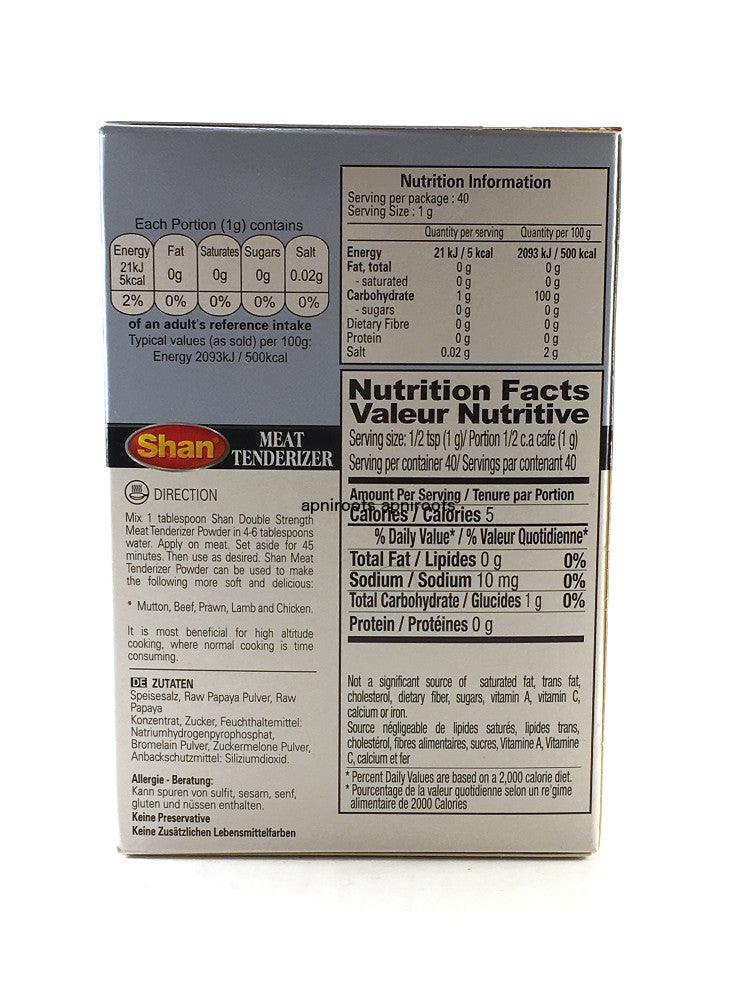 Each Portion (1g) contains
Energy Fat Saturates Sugars Salt
21kJ
5kcal 0g 0g 0g 0.02g
2% 0% 0% 0% 0%
of an adult's reference intake
Typical values (as sold) per 100g:
Energy 2093kJ / 500kcal
Shan MEAT
TENDERIZER
DIRECTION
Mix 1 tablespoon Shan Double Strength
Meat Tenderizer Powder in 4-6 tablespoons
water. Apply on meat. Set aside for 45
minutes. Then use as desired. Shan Meat
Tenderizer Powder can be used to make
the following more soft and delicious:
* Mutton, Beef, Prawn, Lamb and Chicken.
It is most beneficial for high altitude
cooking, where normal cooking is time
consuming.
DE ZUTATEN
Speisesalz, Raw Papaya Pulver, Raw
Papaya
Konzentrat, Zucker, Feuchthaltemittel:
Natriumhydrogenpyrophosphat,
Bromelain Pulver, Zuckermelone Pulver,
Anbackschutzmittel: Siliziumdioxid.
Allergie - Beratung:
Kann spuren von sulfit, sesam, senf,
gluten und nüssen enthalten.
Keine Preservative
Keine Zusätzlichen Lebensmittelfarben
Nutrition Information
Serving per package : 40
Serving Size : 1 g
Quantity per serving Quantity per 100 g
Energy 21 kJ / 5 kcal 2093 kJ / 500 kcal
Fat, total 0 g 0 g
- saturated 0 g 0 g
Carbohydrate 1 g 100 g
- sugars 0 g 0 g
Dietary Fibre 0 g 0 g
Protein 0 g 0 g
Salt 0.02 g 2 g
Nutrition Facts
Valeur Nutritive
Serving size: 1/2 tsp (1 g)/ Portion 1/2 c.a cafe (1 g)
Serving per container 40/ Servings par contenant 40
Amount Per Serving / Tenure par Portion
apniroots apniroots
Calories / Calories 5
% Daily Value* / % Valeur Quotidienne*
Total Fat / Lipides 0 g 0%
Sodium / Sodium 10 mg 0%
Total Carbohydrate / Glucides 1 g 0%
Protein / Protéines 0 g
Not a significant source of saturated fat, trans fat,
cholesterol, dietary fiber, sugars, vitamin A, vitamin C,
calcium or iron.
Source négligeable de lipides saturés, lipides trans,
cholestérol, fibres alimentaires, sucres, Vitamine A, Vitamine
C, calcium et fer
* Percent Daily Values are based on a 2,000 calorie diet.
* Pourcentage de la valeur quotidienne selon un re'gime
alimentaire de 2000 Calories